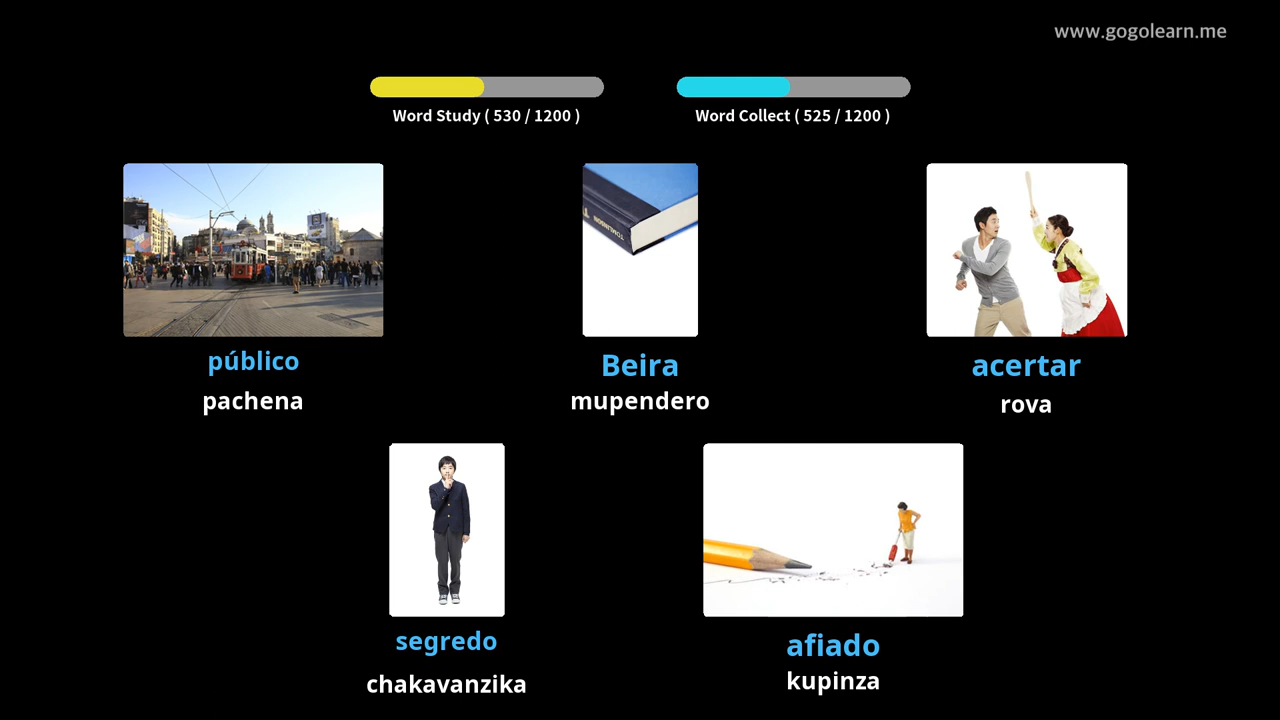 www.gogolearn.me
Word Study ( 530 / 1200 )
Word Collect ( 525 / 1200 )
público
pachena
Beira
mupendero
acertar
rova
segredo
chakavanzika
afiado
kupinza